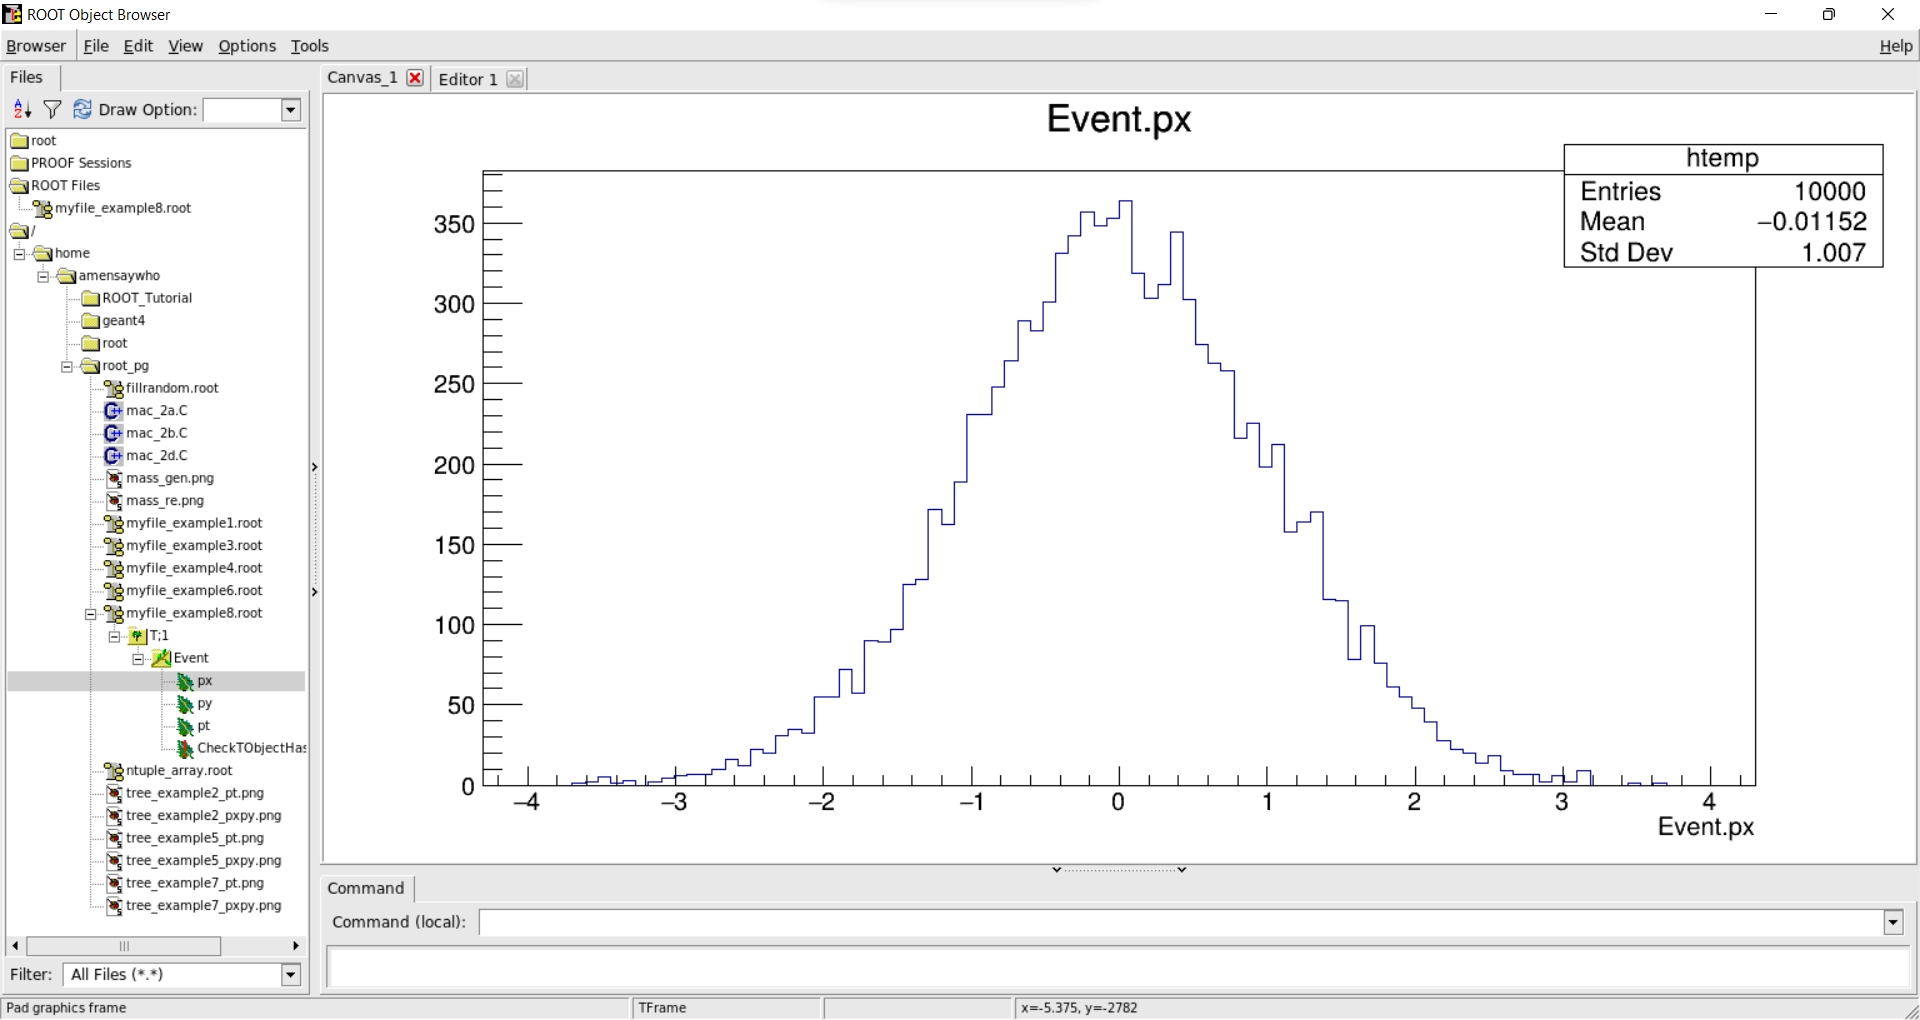 ROOT Object Browser
Browser File Edit View Options Tools Help
Files
Draw Option:
root
PROOF Sessions
ROOT Files
myfile_example8.root
/
home
amensaywho
ROOT_Tutorial
geant4
root
root_pg
fillrandom.root
mac_2a.C
mac_2b.C
mac_2d.C
mass_gen.png
mass_re.png
myfile_example1.root
myfile_example3.root
myfile_example4.root
myfile_example6.root
myfile_example8.root
T;1
Event
px
py
pt
CheckTObjectHas
ntuple_array.root
tree_example2_pt.png
tree_example2_pxpy.png
tree_example5_pt.png
tree_example5_pxpy.png
tree_example7_pt.png
tree_example7_pxpy.png
Filter: All Files (*.*)
Canvas_1 Editor 1
Event.px
htemp
Entries 10000
Mean −0.01152
Std Dev 1.007
350
300
250
200
150
100
50
0
−4 −3 −2 −1 0 1 2 3 4
Event.px
Command
Command (local):
Pad graphics frame TFrame x=-5.375, y=-2782